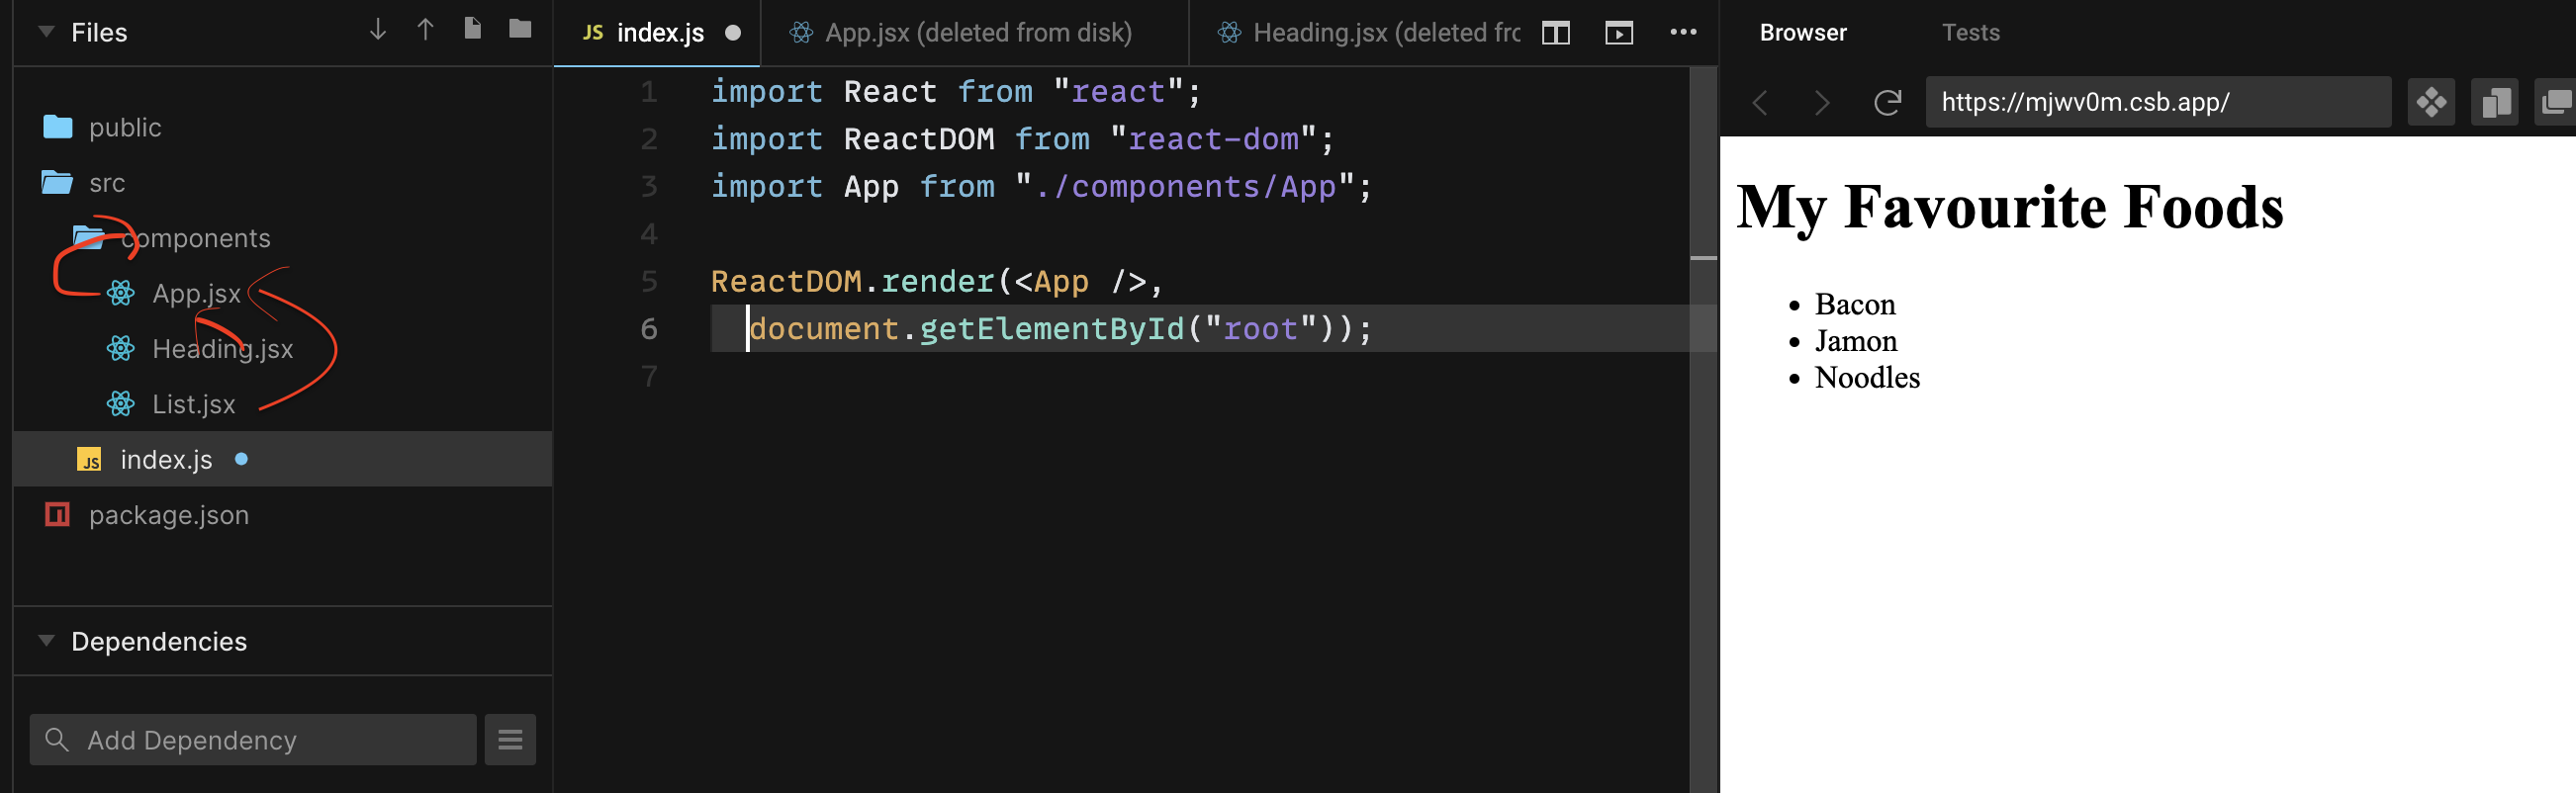 Files
public
src
components
App.jsx
Heading.jsx
List.jsx
JS index.js
package.json
Dependencies
Add Dependency
JS index.js
App.jsx (deleted from disk)
Heading.jsx (deleted frc
1 import React from "react";
2 import ReactDOM from "react-dom";
3 import App from "./components/App";
4
5 ReactDOM.render(<App />,
6 document.getElementById("root"));
7
Browser
Tests
https://mjwv0m.csb.app/
My Favourite Foods
• Bacon
• Jamon
• Noodles